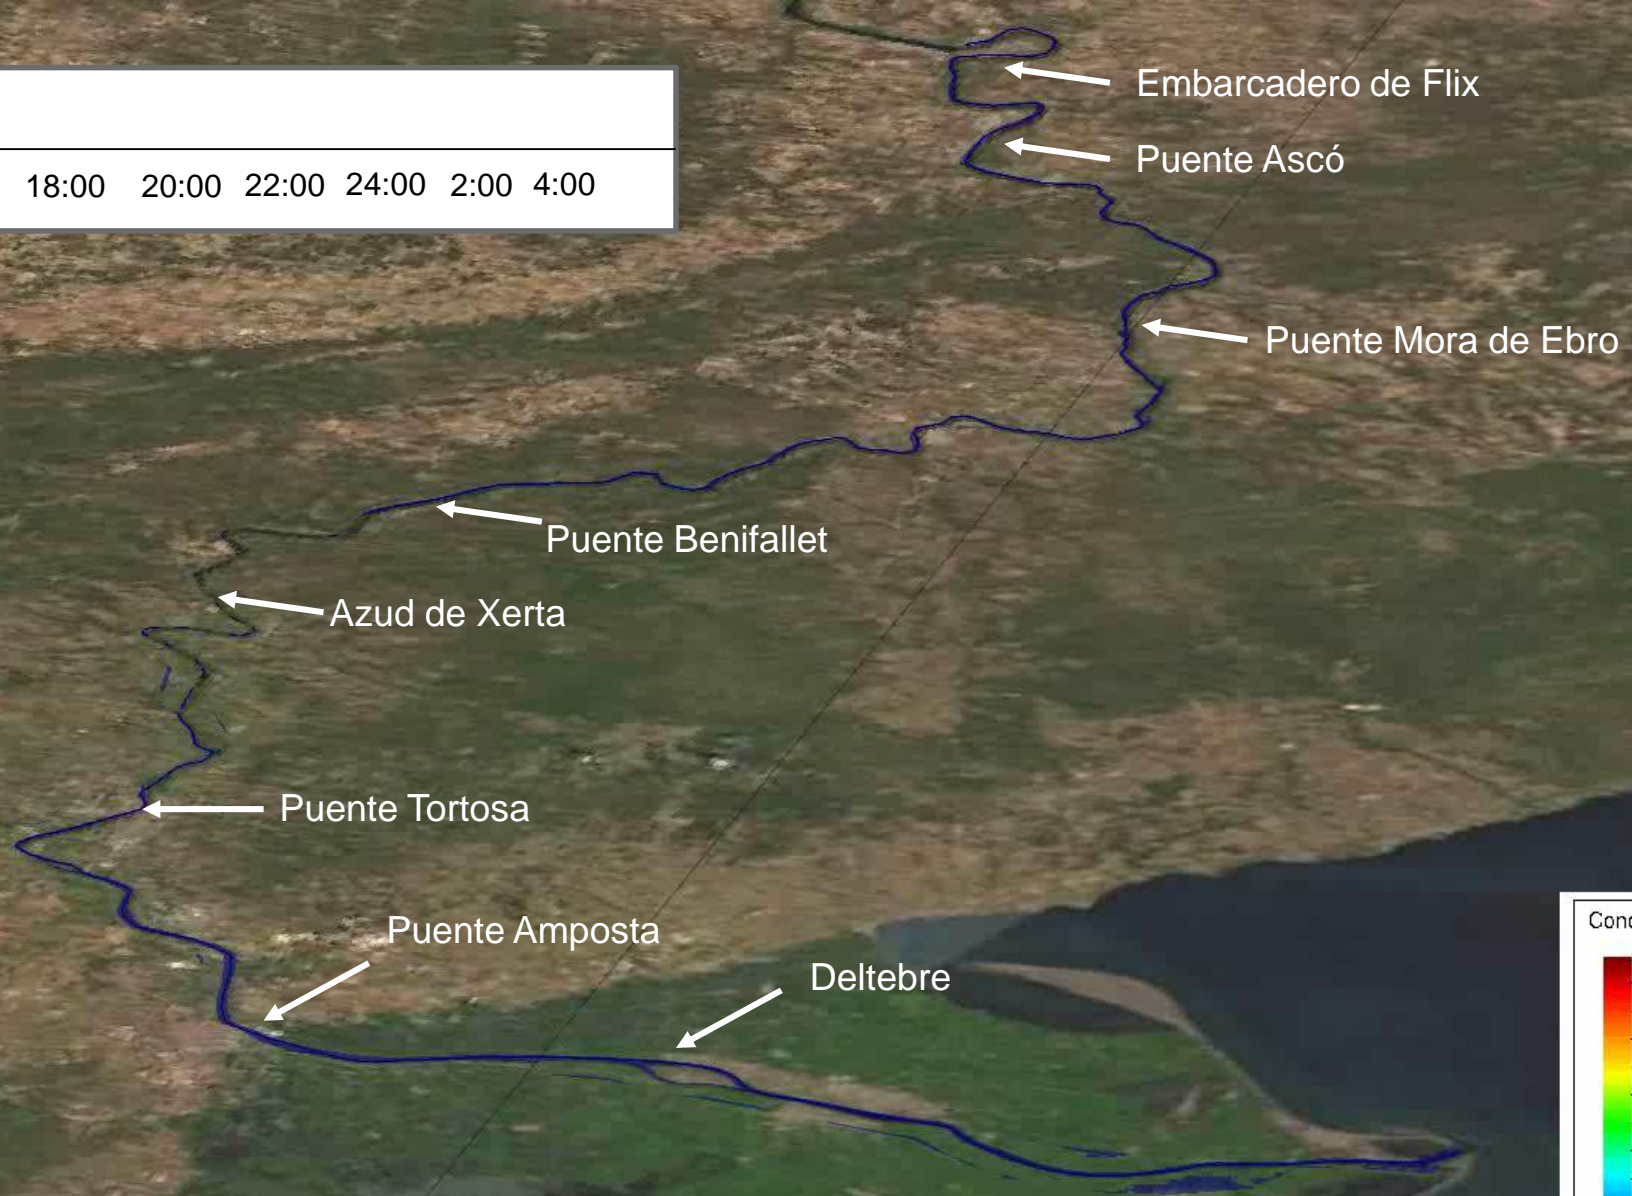 Embarcadero de Flix
Puente Ascó
18:00 20:00 22:00 24:00 2:00 4:00
Puente Mora de Ebro
Puente Benifallet
Azud de Xerta
Puente Tortosa
Puente Amposta
Deltebre